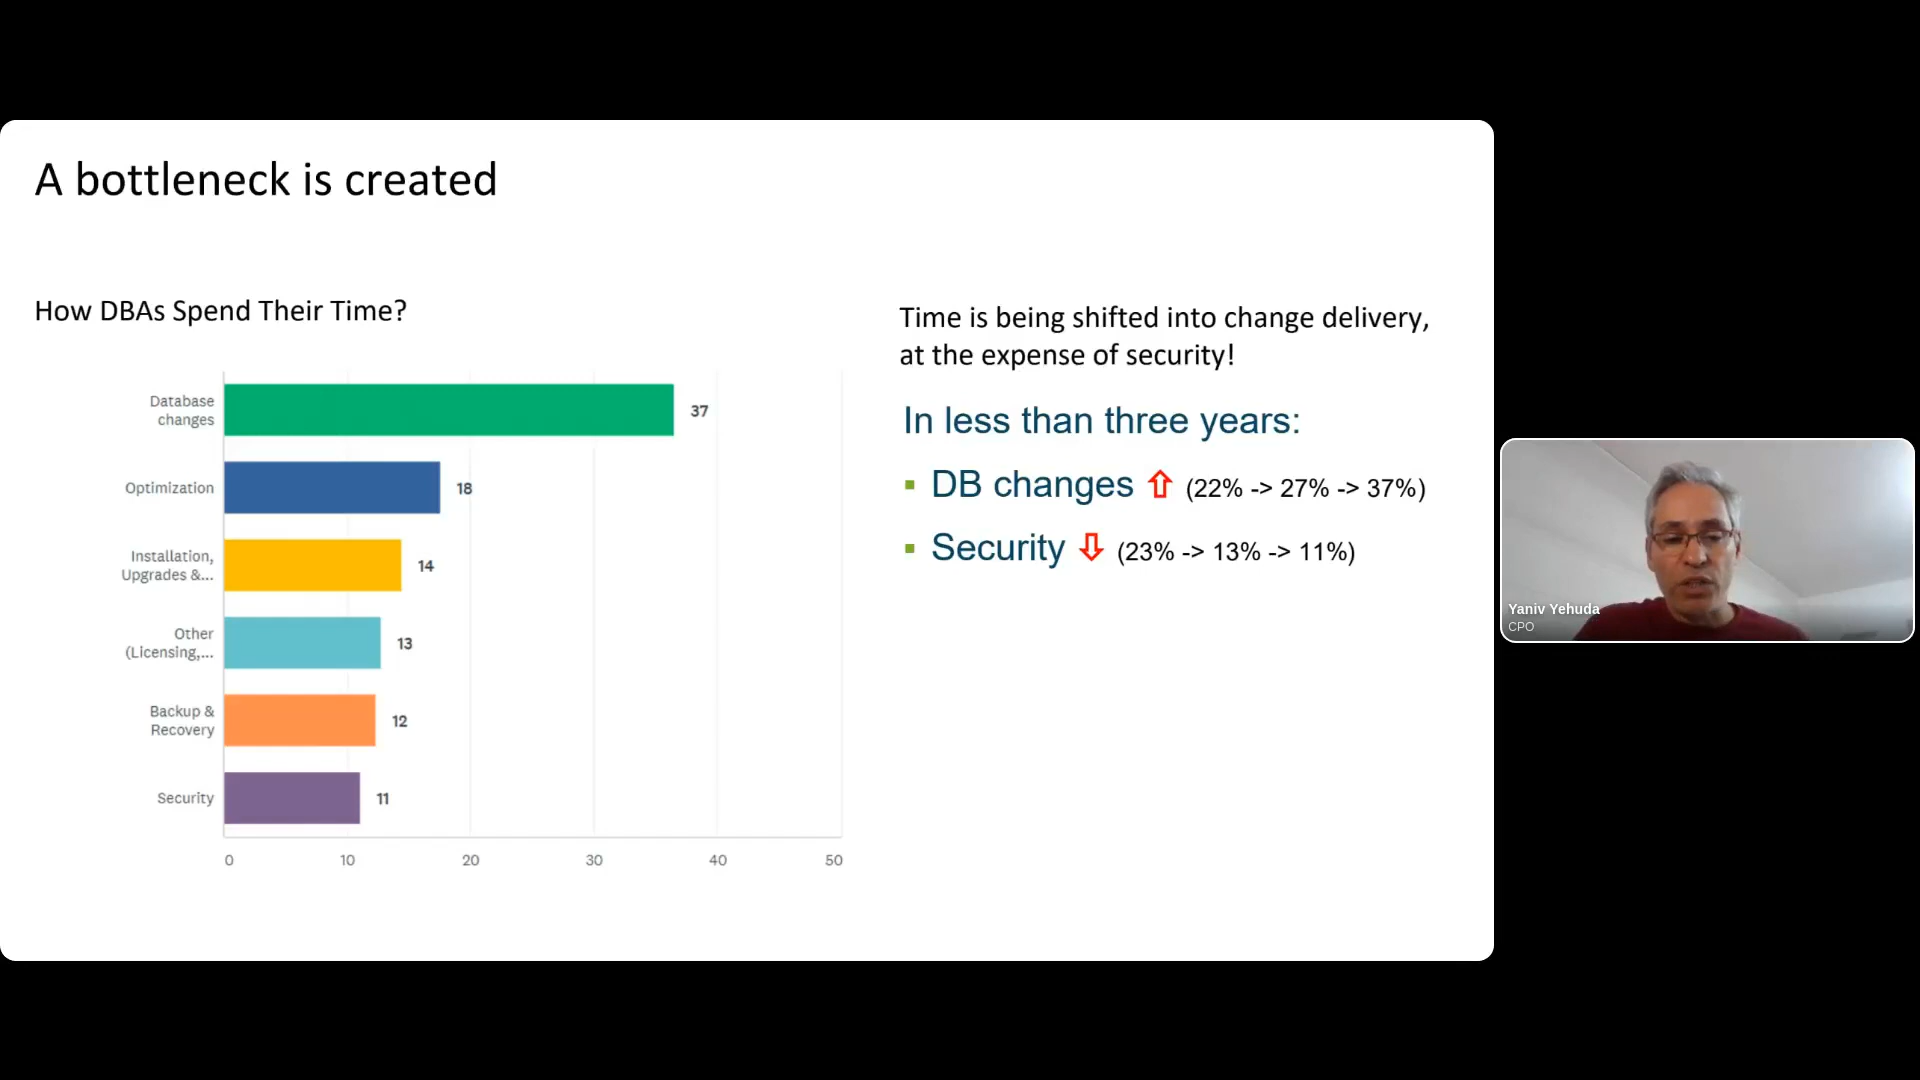 A bottleneck is created
How DBAs Spend Their Time?
Database
changes
37
Optimization
18
Installation,
Upgrades &...
14
Other
(Licensing,...
13
Backup &
Recovery
12
Security
11
0 10 20 30 40 50
Time is being shifted into change delivery,
at the expense of security!
In less than three years:
▪ DB changes ⇧ (22% -> 27% -> 37%)
▪ Security ⇩ (23% -> 13% -> 11%)
Yaniv Yehuda
CPO